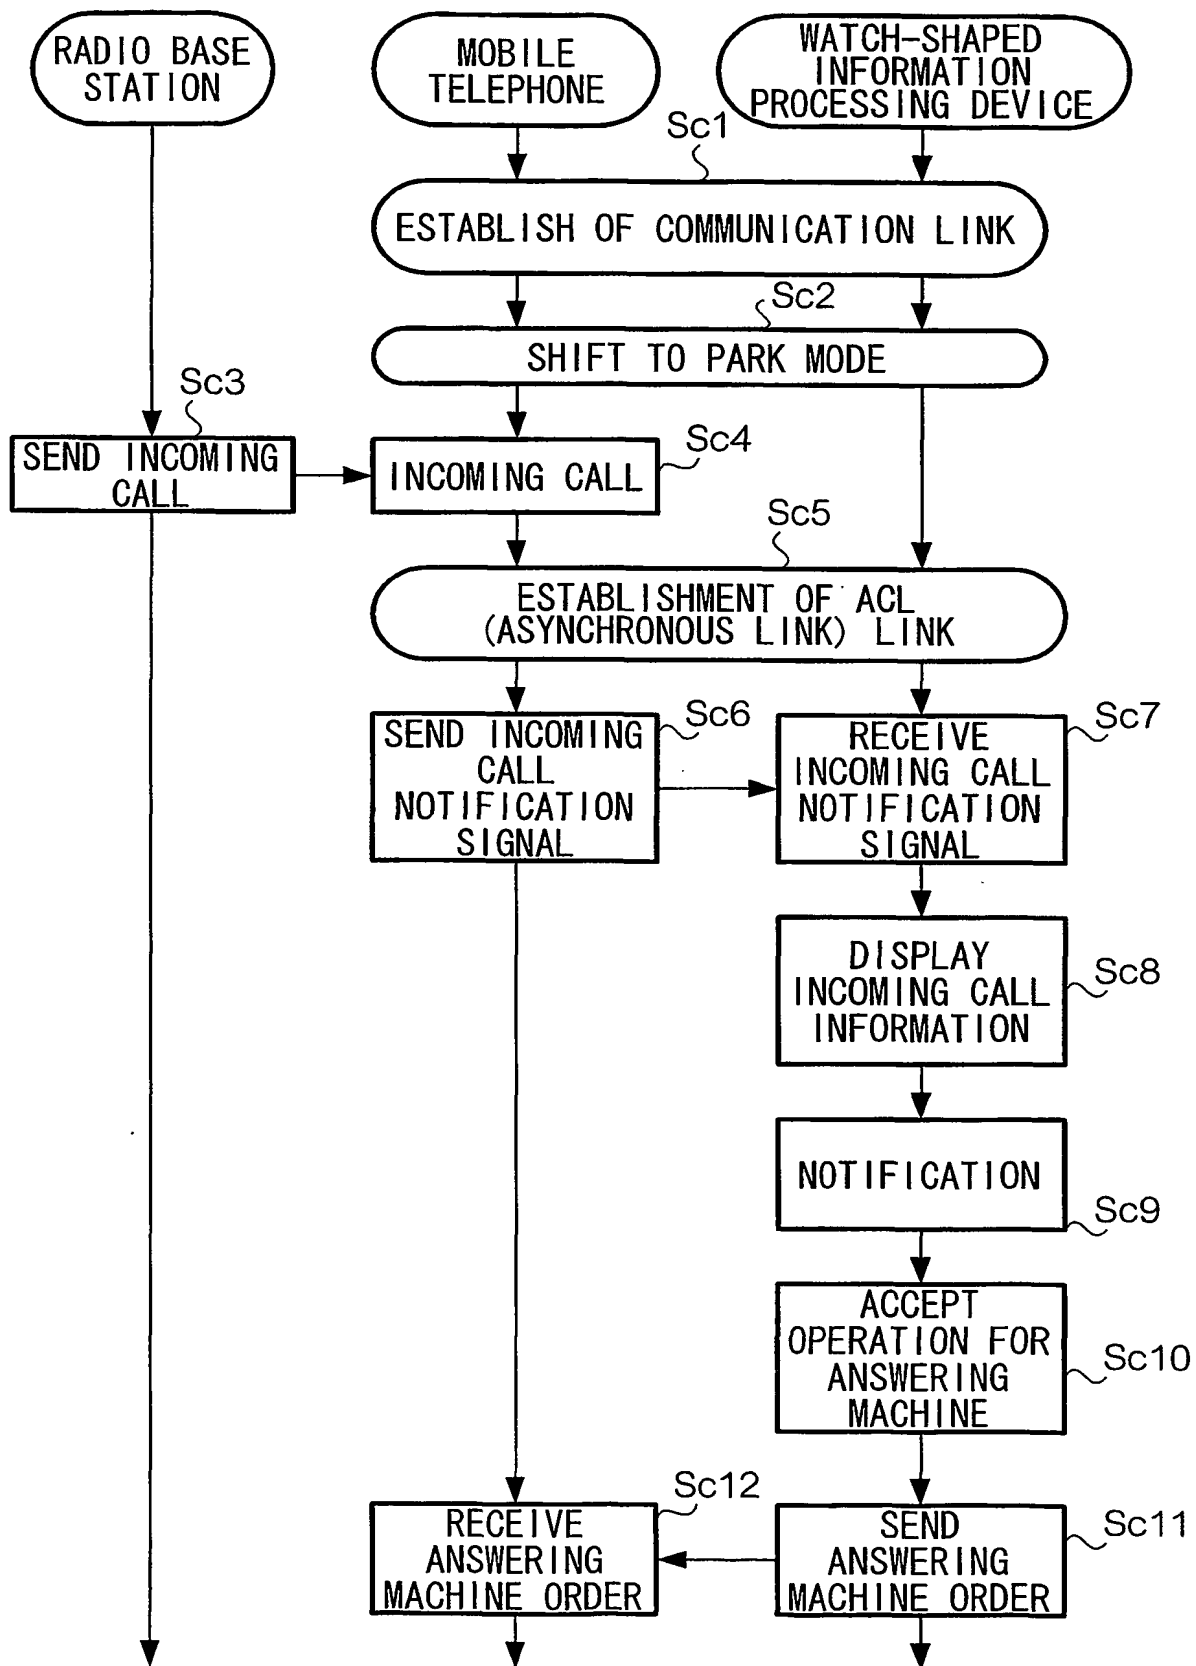 RADIO BASE
STATION
MOBILE
TELEPHONE
WATCH-SHAPED
INFORMATION
PROCESSING DEVICE
Sc1
ESTABLISH OF COMMUNICATION LINK
Sc2
SHIFT TO PARK MODE
Sc3
SEND INCOMING
CALL
Sc4
INCOMING CALL
Sc5
ESTABLISHMENT OF ACL
(ASYNCHRONOUS LINK) LINK
Sc6
SEND INCOMING
CALL
NOTIFICATION
SIGNAL
Sc7
RECEIVE
INCOMING CALL
NOTIFICATION
SIGNAL
Sc8
DISPLAY
INCOMING CALL
INFORMATION
NOTIFICATION
Sc9
ACCEPT
OPERATION FOR
ANSWERING
MACHINE
Sc10
Sc12
RECEIVE
ANSWERING
MACHINE ORDER
Sc11
SEND
ANSWERING
MACHINE ORDER